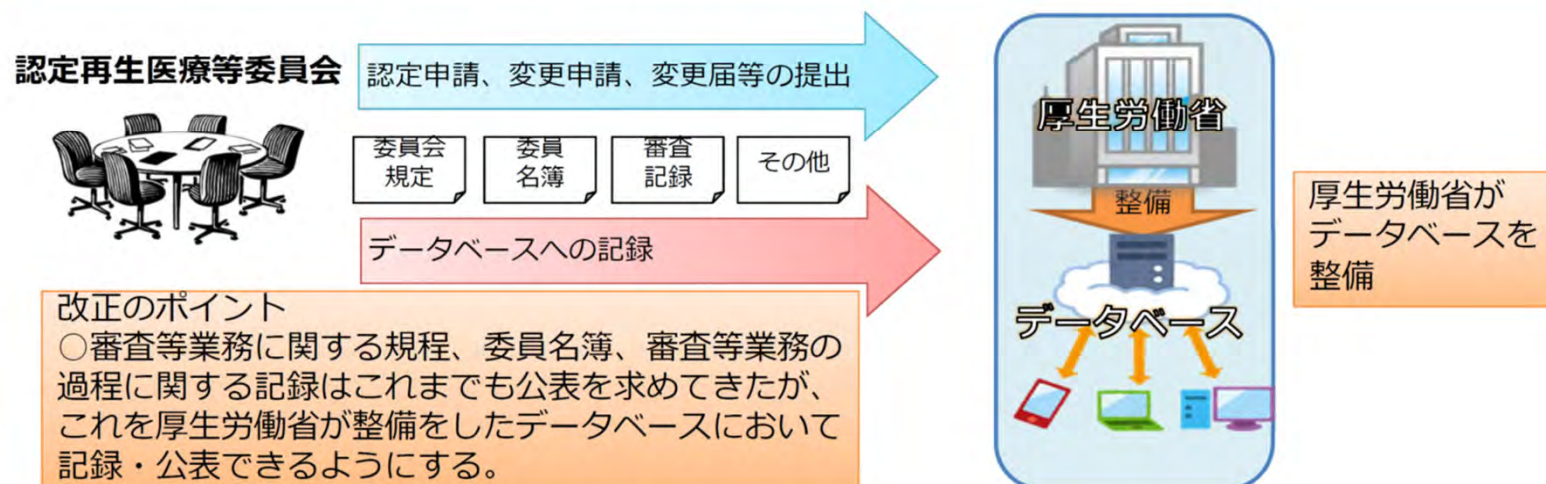 認定再生医療等委員会
認定申請、変更申請、変更届等の提出
委員会
規定
委員
名簿
審査
記録
その他
データベースへの記録
厚生労働省
整備
データベース
厚生労働省が
データベースを
整備
改正のポイント
○審査等業務に関する規程、委員名簿、審査等業務の
過程に関する記録はこれまでも公表を求めてきたが、
これを厚生労働省が整備をしたデータベースにおいて
記録・公表できるようにする。